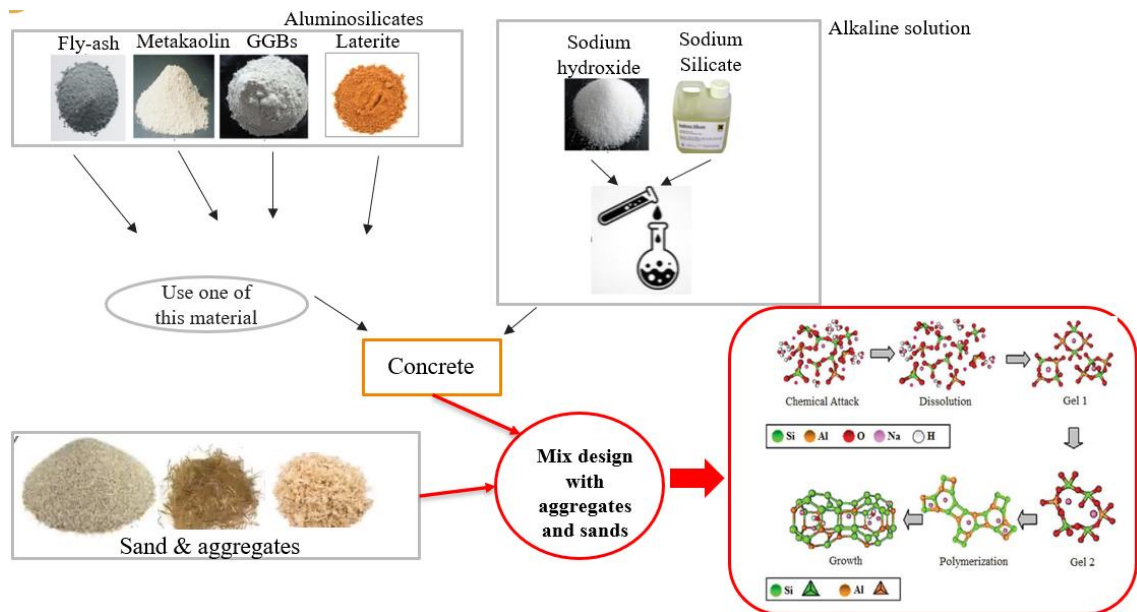 Aluminosilicates
Fly-ash
Metakaolin
GGBs
Laterite
Alkaline solution
Sodium
hydroxide
Sodium
Silicate
Use one of
this material
Concrete
Sand & aggregates
Mix design
with
aggregates
and sands
Chemical Attack
Dissolution
Gel 1
Si
Al
O
Na
H
Growth
Polymerization
Gel 2
Si
Al